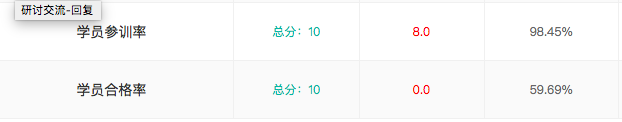 研讨交流-回复
学员参训率 总分：10 8.0 98.45%
学员合格率 总分：10 0.0 59.69%